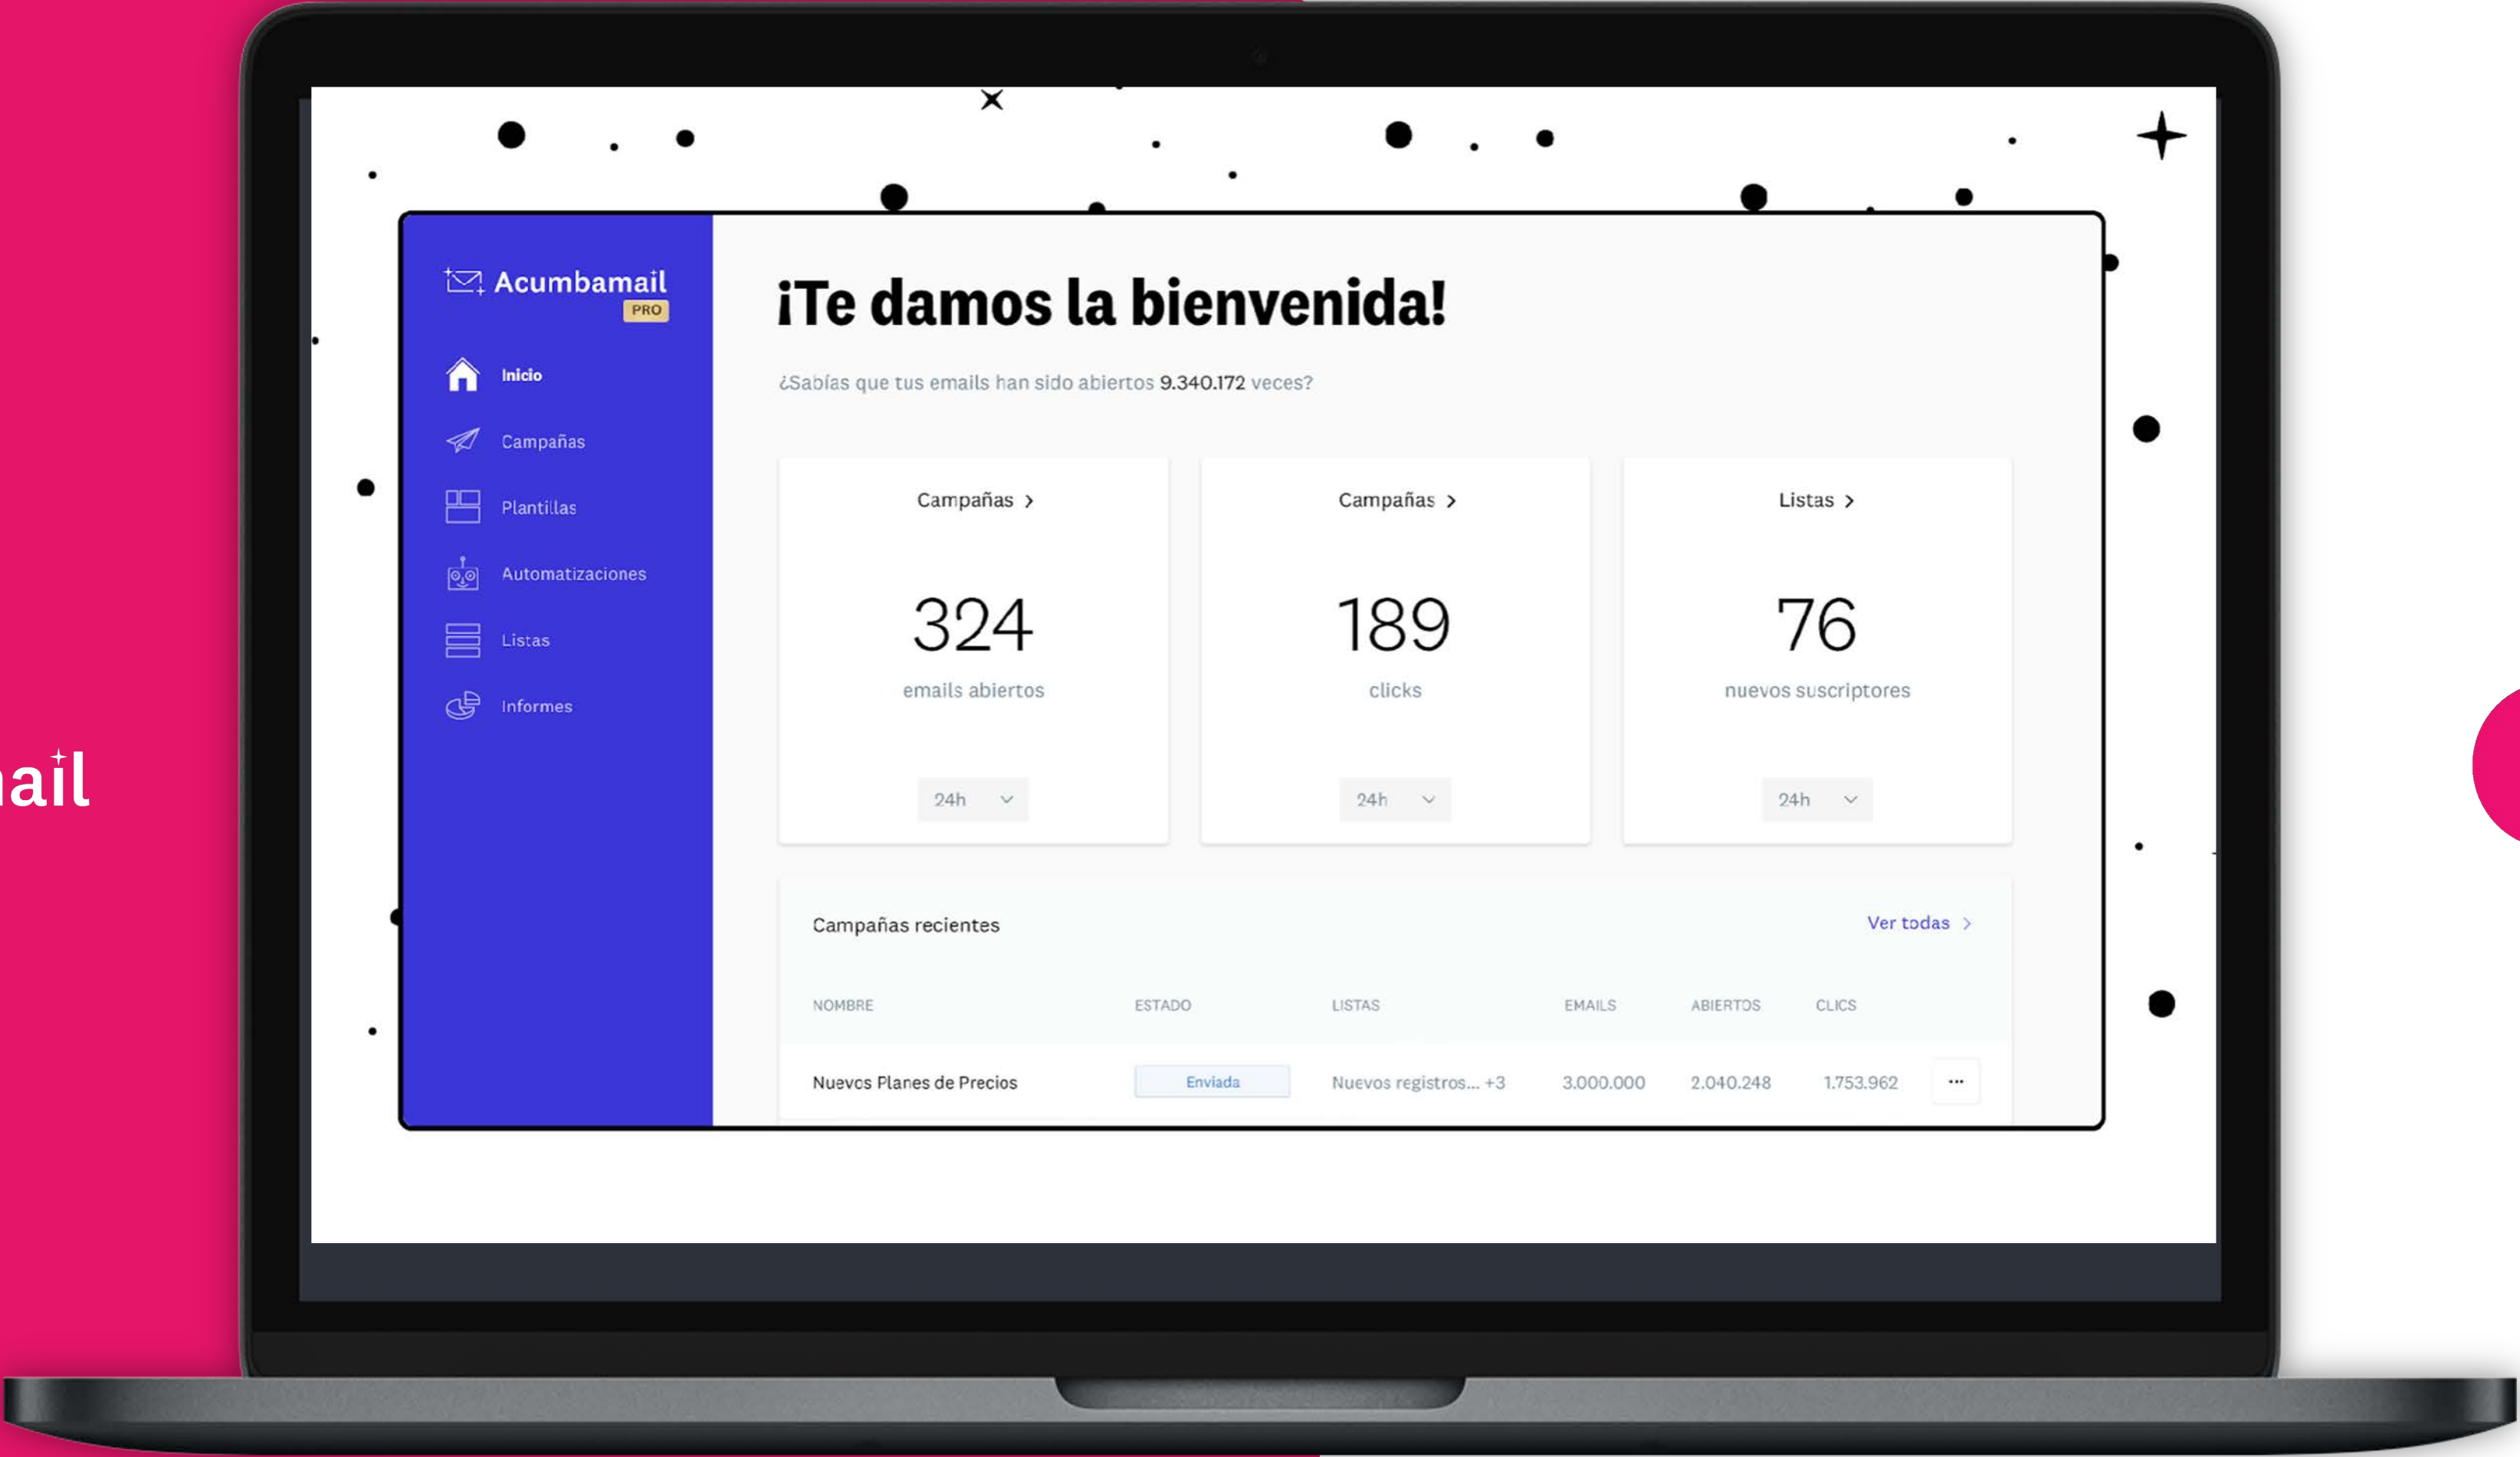 Acumbamail
PRO
Inicio
Campañas
Plantillas
Automatizaciones
Listas
Informes
¡Te damos la bienvenida!
¿Sabías que tus emails han sido abiertos 9.340.172 veces?
Campañas >
324
emails abiertos
24h
Campañas >
189
clicks
24h
Listas >
76
nuevos suscriptores
24h
Campañas recientes
Ver todas >
NOMBRE ESTADO LISTAS EMAILS ABIERTOS CLICS
Nuevos Planes de Precios Enviada Nuevos registros... +3 3.000.000 2.040.248 1.753.962 ...